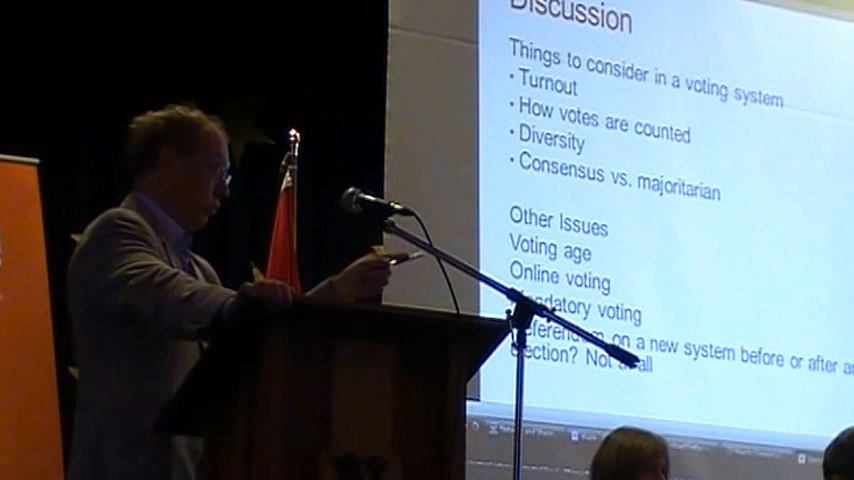 Discussion
Things to consider in a voting system
• Turnout
• How votes are counted
• Diversity
• Consensus vs. majoritarian
Other Issues
Voting age
Online voting
voting
on a new system before or after
election? Not all